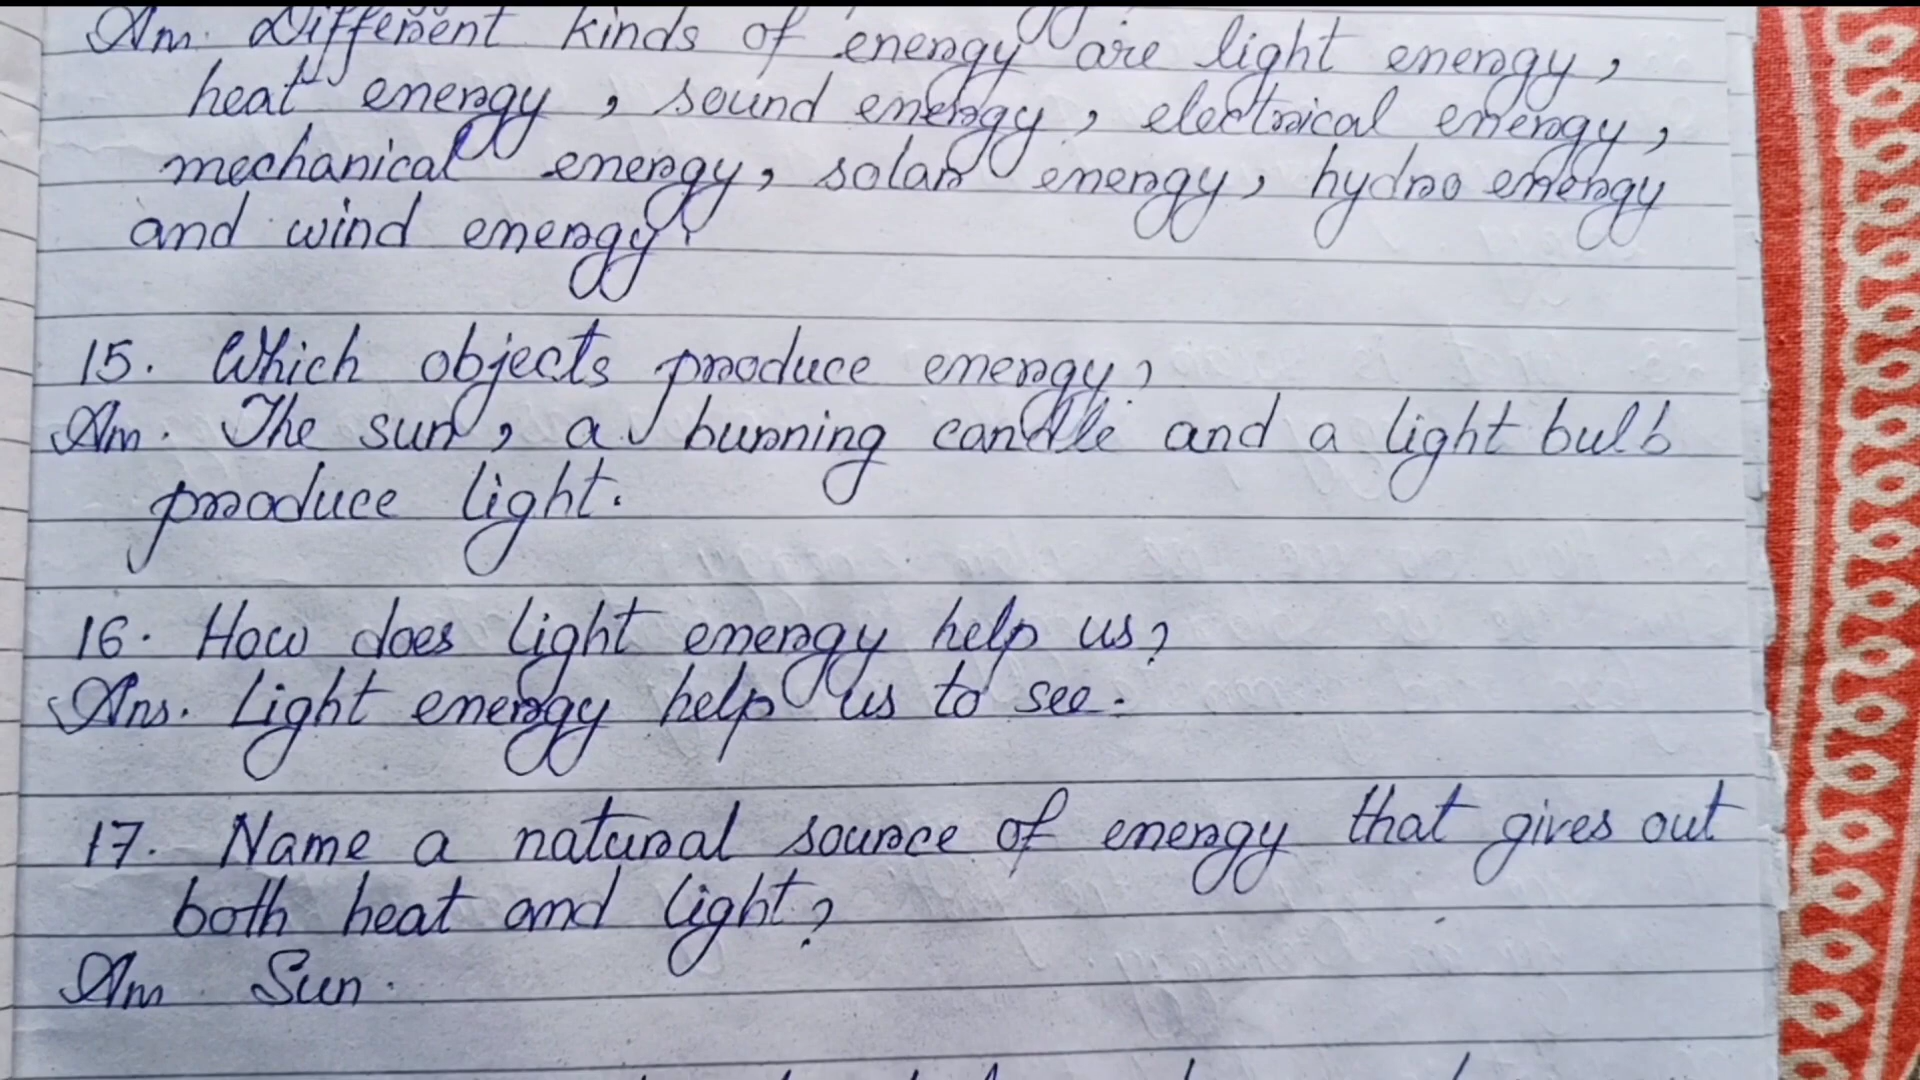 Ans. Different kinds of energy are light energy,
heat energy, sound energy, electrical energy,
mechanical energy, solar energy, hydro energy
and wind energy.
15. Which objects produce energy?
Ans. The sun, a burning candle and a light bulb
produce light.
16. How does light energy help us?
Ans. Light energy help us to see.
17. Name a natural source of energy that gives out
both heat and light?
Ans. Sun.